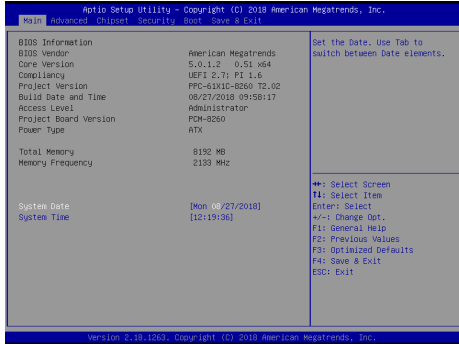 Aptio Setup Utility – Copyright (C) 2018 American Megatrends, Inc.
Main Advanced Chipset Security Boot Save & Exit
BIOS Information
BIOS Vendor American Megatrends
Core Version 5.0.1.2 0.51 x64
Compliancy UEFI 2.7; PI 1.6
Project Version PPC-61X1C-8260 T2.02
Build Date and Time 08/27/2018 09:58:17
Access Level Administrator
Project Board Version PCM-8260
Power Type ATX
Total Memory 8192 MB
Memory Frequency 2133 MHz
System Date [Mon 08/27/2018]
System Time [12:19:36]
Set the Date. Use Tab to
switch between Date elements.
→←: Select Screen
↑↓: Select Item
Enter: Select
+/-: Change Opt.
F1: General Help
F2: Previous Values
F3: Optimized Defaults
F4: Save & Exit
ESC: Exit
Version 2.18.1263. Copyright (C) 2018 American Megatrends, Inc.